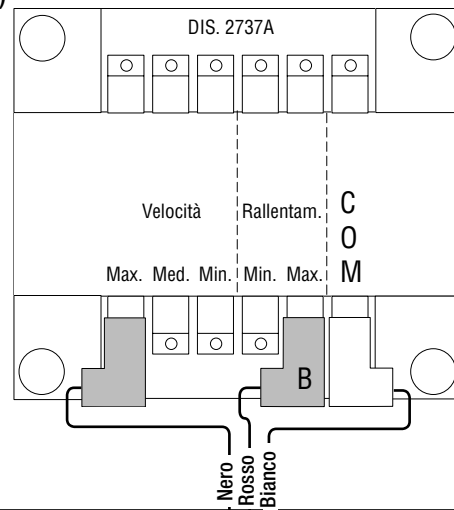 )
DIS. 2737A
Velocità
Rallentam.
Max. Med. Min. Min. Max.
C
O
M
B
Nero
Rosso
Bianco